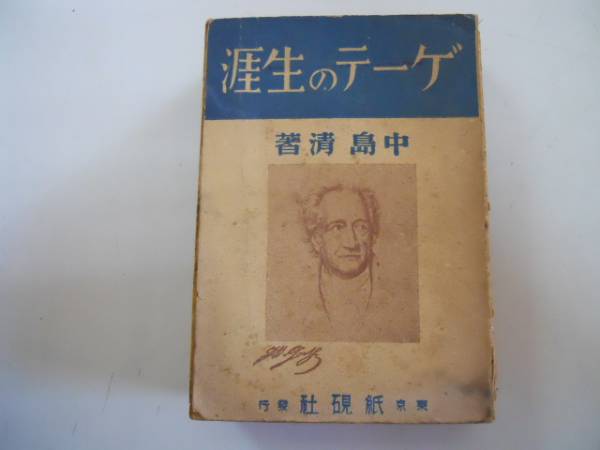 ゲーテの生涯
中島清著
東京紙硯社發行